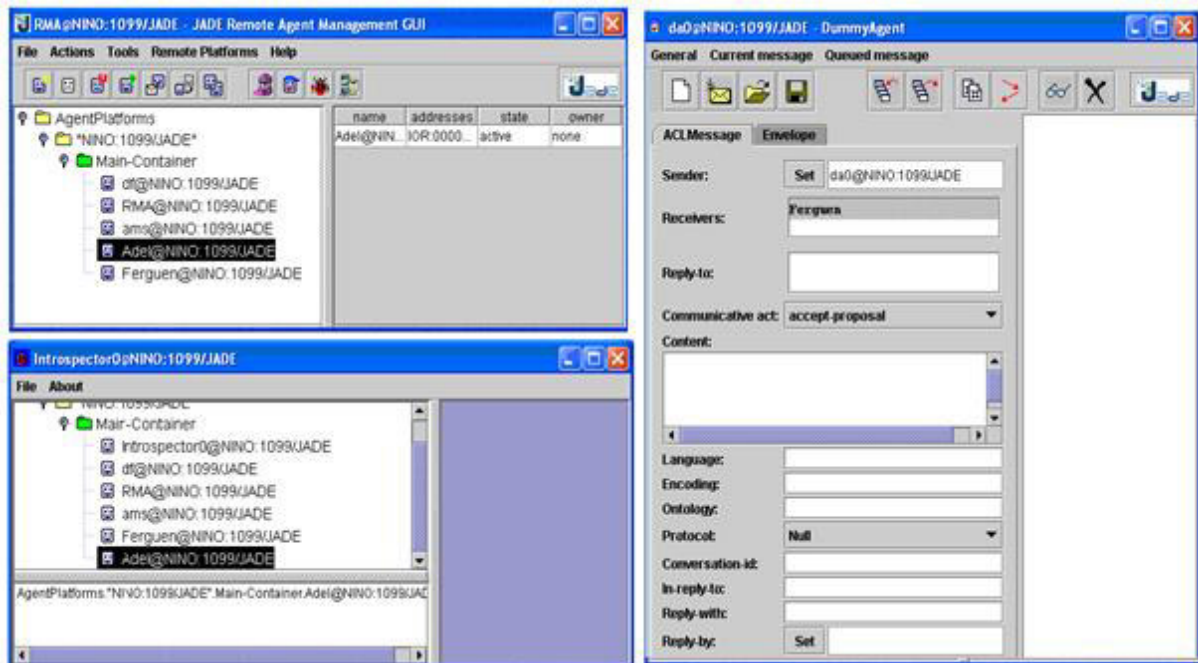 RMA@NINO:1099/JADE - JADE Remote Agent Management GUI
File Actions Tools Remote Platforms Help
Jade
AgentPlatforms
"NINO:1099/JADE"
Main-Container
df@NINO:1099/JADE
RMA@NINO:1099/JADE
ams@NINO:1099/JADE
Adel@NINO:1099/JADE
Ferguen@NINO:1099/JADE
name addresses state owner
Adel@NIN... IOR:0000... active none
Introspector0@NINO:1099/JADE
File About
"NINO:1099/JADE"
Main-Container
Introspector0@NINO:1099/JADE
df@NINO:1099/JADE
RMA@NINO:1099/JADE
ams@NINO:1099/JADE
Ferguen@NINO:1099/JADE
Adel@NINO:1099/JADE
AgentPlatforms."NINO:1099/JADE".Main-Container.Adel@NINO:1099/JAD
da0@NINO:1099/JADE - DummyAgent
General Current message Queued message
Jade
ACLMessage Envelope
Sender: Set da0@NINO:1099/JADE
Receivers: Ferguen
Reply-to:
Communicative act: accept-proposal
Content:
Language:
Encoding:
Ontology:
Protocol: Null
Conversation-id:
In-reply-to:
Reply-with:
Reply-by: Set